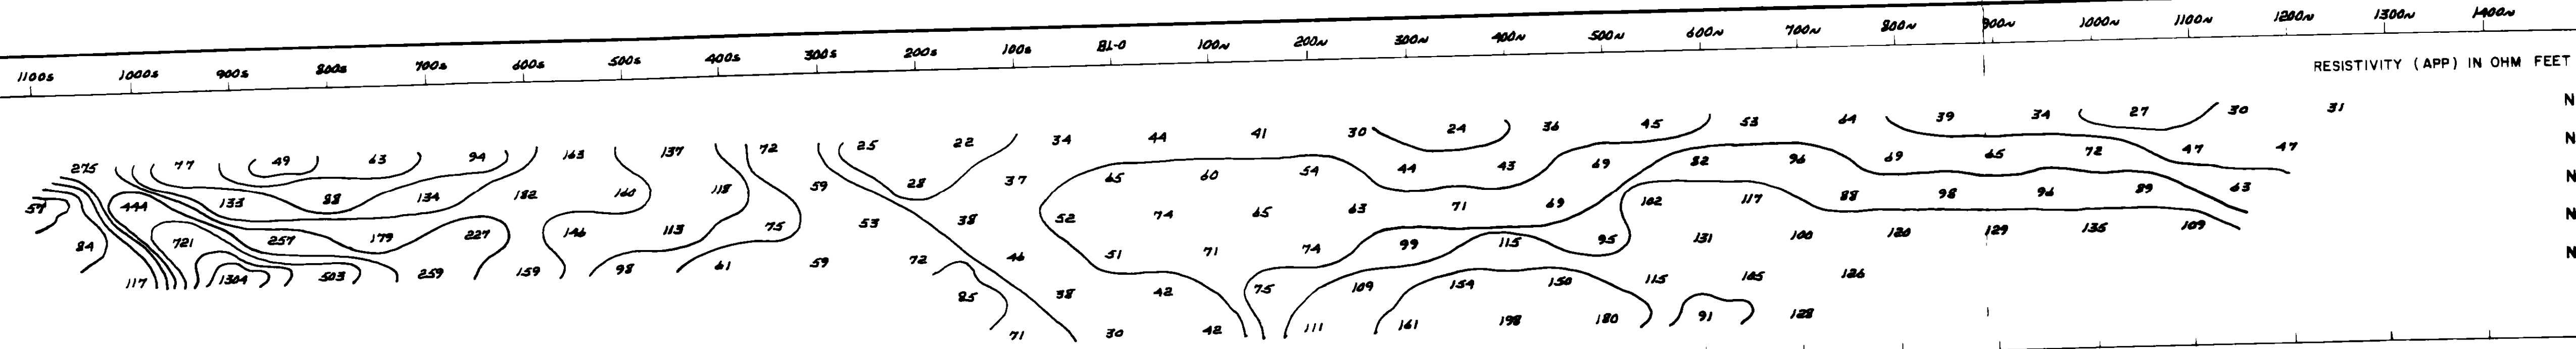 1100s 1000s 900s 800s 700s 600s 500s 400s 300s 200s 100s BL-0 100N 200N 300N 400N 500N 600N 700N 800N 900N 1000N 1100N 1200N 1300N 1400N
RESISTIVITY (APP) IN OHM FEET
275 77 49 63 94 163 137 72 25 22 34 44 41 30 24 36 45 53 64 39 34 27 30 31 N
57 444 133 88 134 182 160 118 59 28 37 65 60 54 44 43 69 82 96 69 65 72 47 47 N
84 721 257 179 227 146 113 75 53 38 52 74 65 63 71 69 102 117 88 98 96 89 63 N
117 1304 503 259 159 98 61 59 72 46 51 71 74 99 115 95 131 100 120 129 135 109 N
85 38 42 75 109 154 150 115 105 126 N
71 30 42 111 161 198 180 91 128